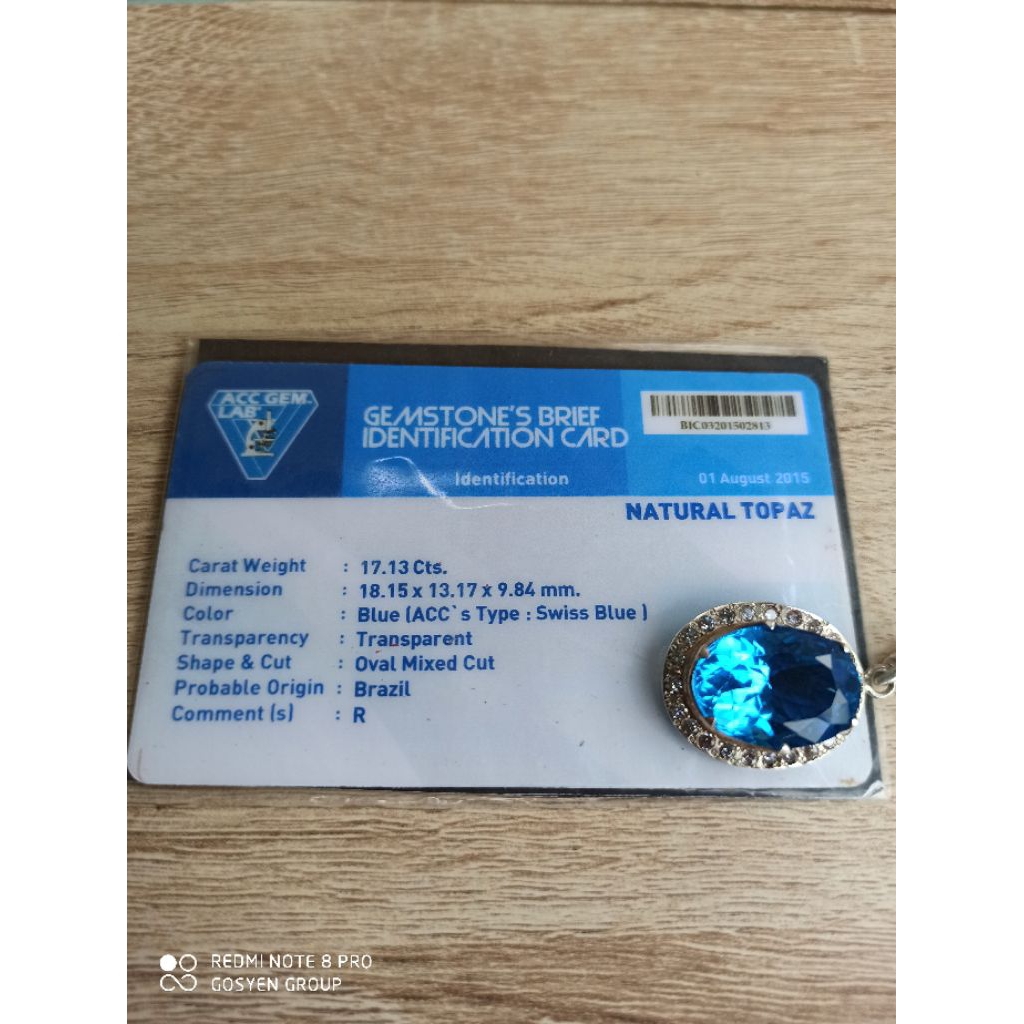 ACC GEM
LAB
GEMSTONE'S BRIEF
IDENTIFICATION CARD
BIC03201502813
Identification
01 August 2015
NATURAL TOPAZ
Carat Weight : 17.13 Cts.
Dimension : 18.15 x 13.17 x 9.84 mm.
Color : Blue (ACC`s Type : Swiss Blue )
Transparency : Transparent
Shape & Cut : Oval Mixed Cut
Probable Origin : Brazil
Comment (s) : R
REDMI NOTE 8 PRO
GOSYEN GROUP